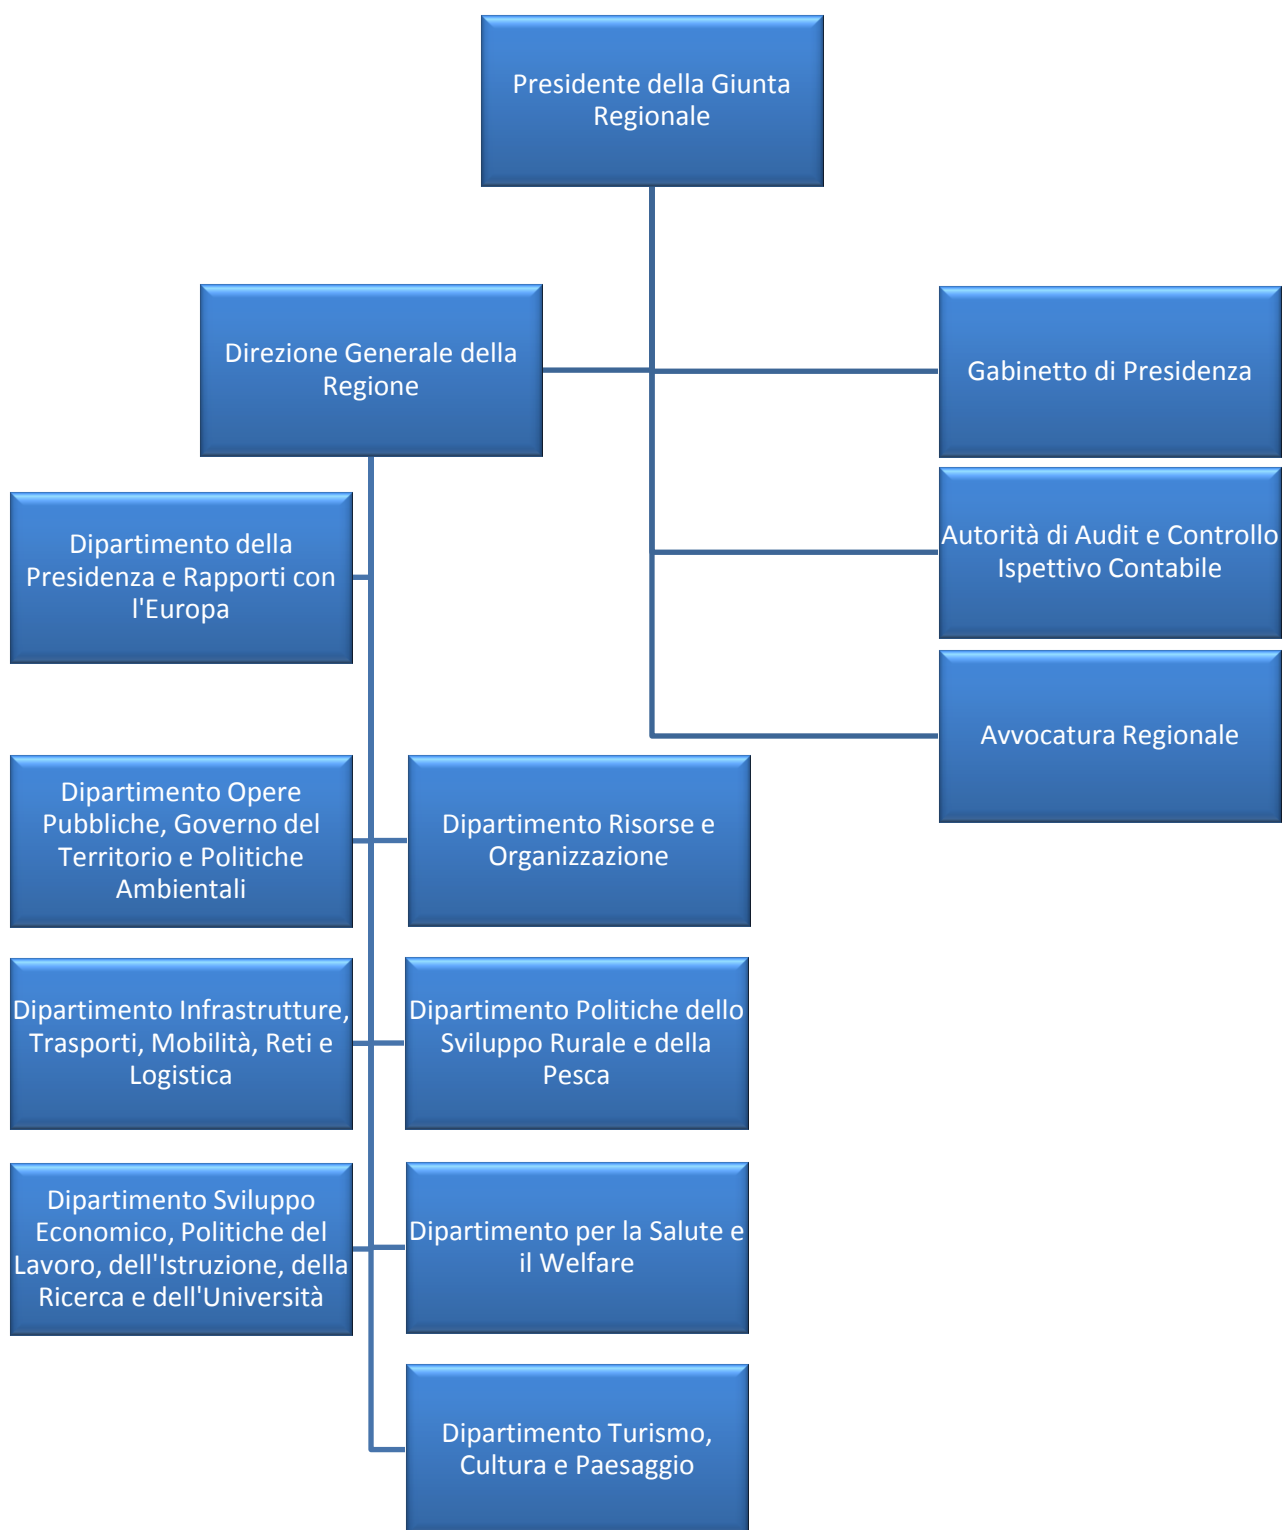 Presidente della Giunta
Regionale
Direzione Generale della
Regione
Gabinetto di Presidenza
Dipartimento della
Presidenza e Rapporti con
l'Europa
Autorità di Audit e Controllo
Ispettivo Contabile
Avvocatura Regionale
Dipartimento Opere
Pubbliche, Governo del
Territorio e Politiche
Ambientali
Dipartimento Risorse e
Organizzazione
Dipartimento Infrastrutture,
Trasporti, Mobilità, Reti e
Logistica
Dipartimento Politiche dello
Sviluppo Rurale e della
Pesca
Dipartimento Sviluppo
Economico, Politiche del
Lavoro, dell'Istruzione, della
Ricerca e dell'Università
Dipartimento per la Salute e
il Welfare
Dipartimento Turismo,
Cultura e Paesaggio